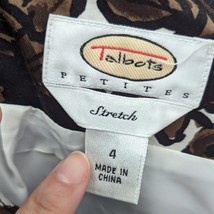 Talbots
PETITES
Stretch
4
MADE IN
CHINA